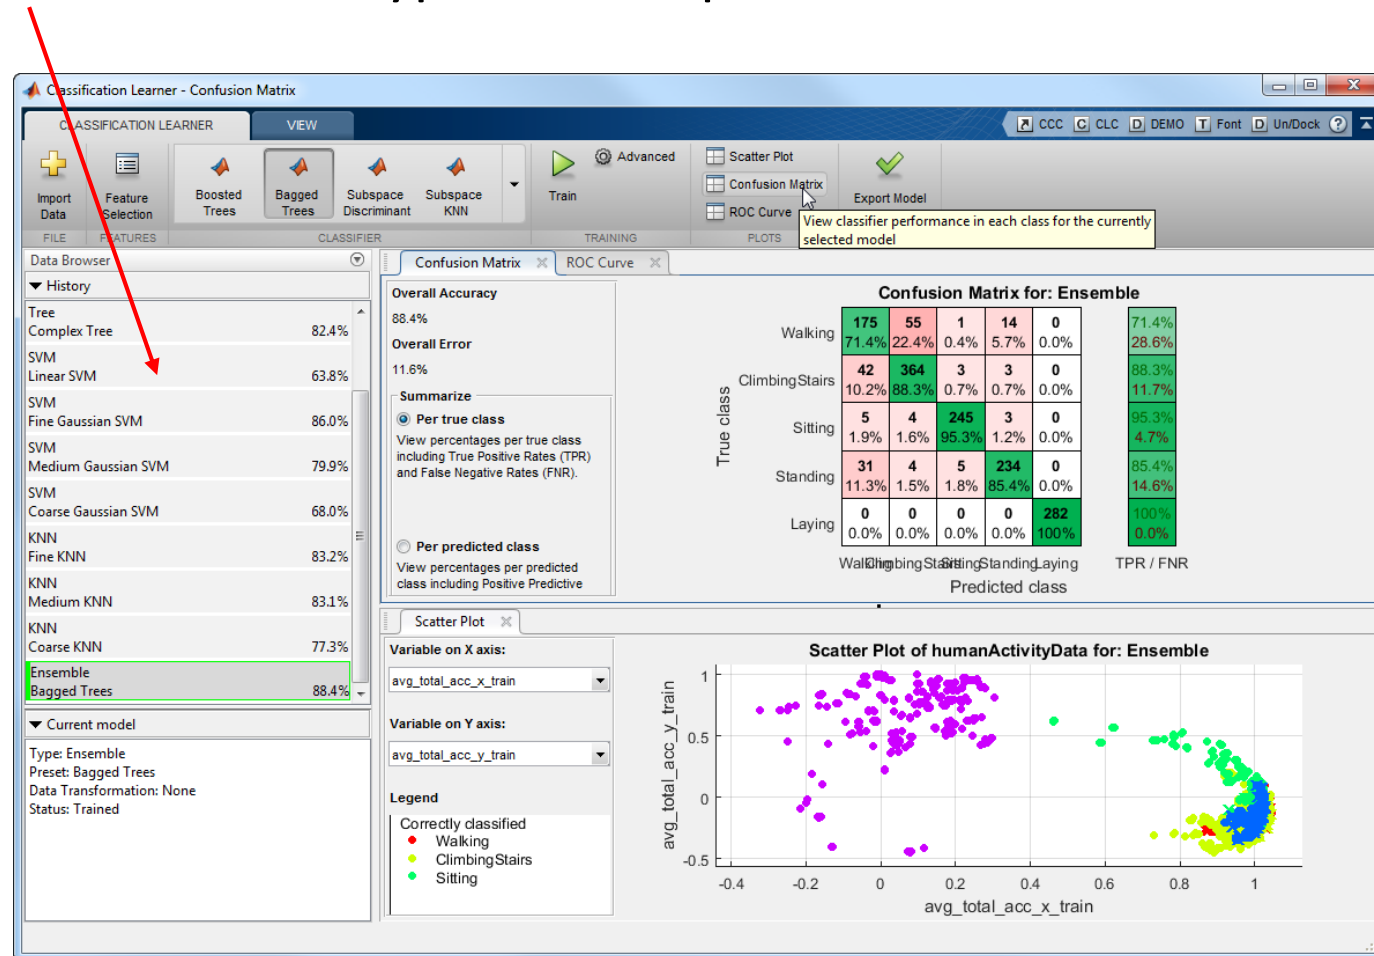 Classification Learner - Confusion Matrix
CLASSIFICATION LEARNER VIEW
CCC C CLC D DEMO T Font D Un/Dock ?
Import Data
Feature Selection
Boosted Trees
Bagged Trees
Subspace Discriminant
Subspace KNN
Train
Advanced
Scatter Plot
Confusion Matrix
ROC Curve
Export Model
View classifier performance in each class for the currently
selected model
FILE FEATURES CLASSIFIER TRAINING PLOTS
Data Browser
History
Tree
Complex Tree 82.4%
SVM
Linear SVM 63.8%
SVM
Fine Gaussian SVM 86.0%
SVM
Medium Gaussian SVM 79.9%
SVM
Coarse Gaussian SVM 68.0%
KNN
Fine KNN 83.2%
KNN
Medium KNN 83.1%
KNN
Coarse KNN 77.3%
Ensemble
Bagged Trees 88.4%
Current model
Type: Ensemble
Preset: Bagged Trees
Data Transformation: None
Status: Trained
Confusion Matrix ROC Curve
Overall Accuracy
88.4%
Overall Error
11.6%
Summarize
Per true class
View percentages per true class
including True Positive Rates (TPR)
and False Negative Rates (FNR).
Per predicted class
View percentages per predicted
class including Positive Predictive
Confusion Matrix for: Ensemble
True class
Walking 175 55 1 14 0 71.4%
71.4% 22.4% 0.4% 5.7% 0.0% 28.6%
ClimbingStairs 42 364 3 3 0 88.3%
10.2% 88.3% 0.7% 0.7% 0.0% 11.7%
Sitting 5 4 245 3 0 95.3%
1.9% 1.6% 95.3% 1.2% 0.0% 4.7%
Standing 31 4 5 234 0 85.4%
11.3% 1.5% 1.8% 85.4% 0.0% 14.6%
Laying 0 0 0 0 282 100%
0.0% 0.0% 0.0% 0.0% 100% 0.0%
Walking ClimbingStairs Sitting Standing Laying TPR / FNR
Predicted class
Scatter Plot
Variable on X axis:
avg_total_acc_x_train
Variable on Y axis:
avg_total_acc_y_train
Legend
Correctly classified
Walking
ClimbingStairs
Sitting
Scatter Plot of humanActivityData for: Ensemble
avg_total_acc_y_train
1
0.5
0
-0.5
-0.4 -0.2 0 0.2 0.4 0.6 0.8 1
avg_total_acc_x_train